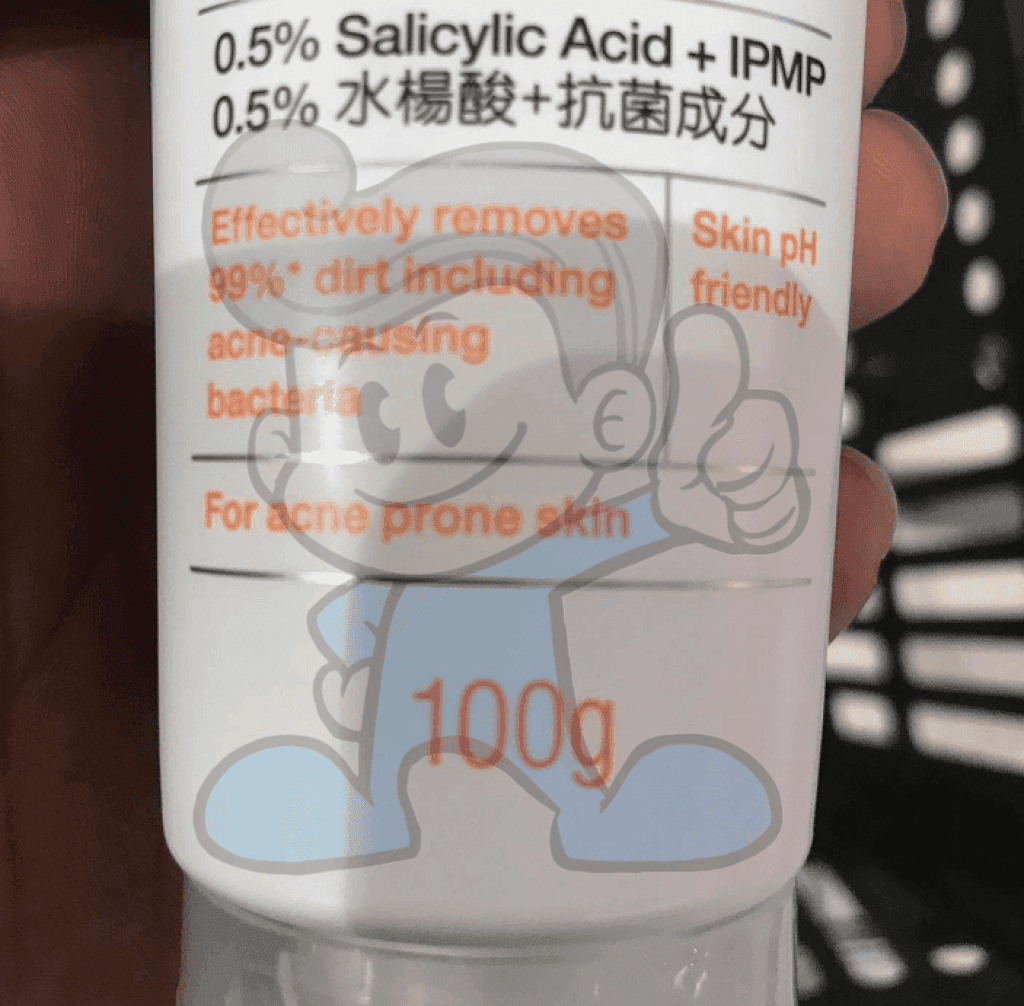 0.5% Salicylic Acid + IPMP
0.5% 水楊酸+抗菌成分
Effectively removes
99%* dirt including
acne-causing
bacteria
Skin pH
friendly
For acne prone skin
100g